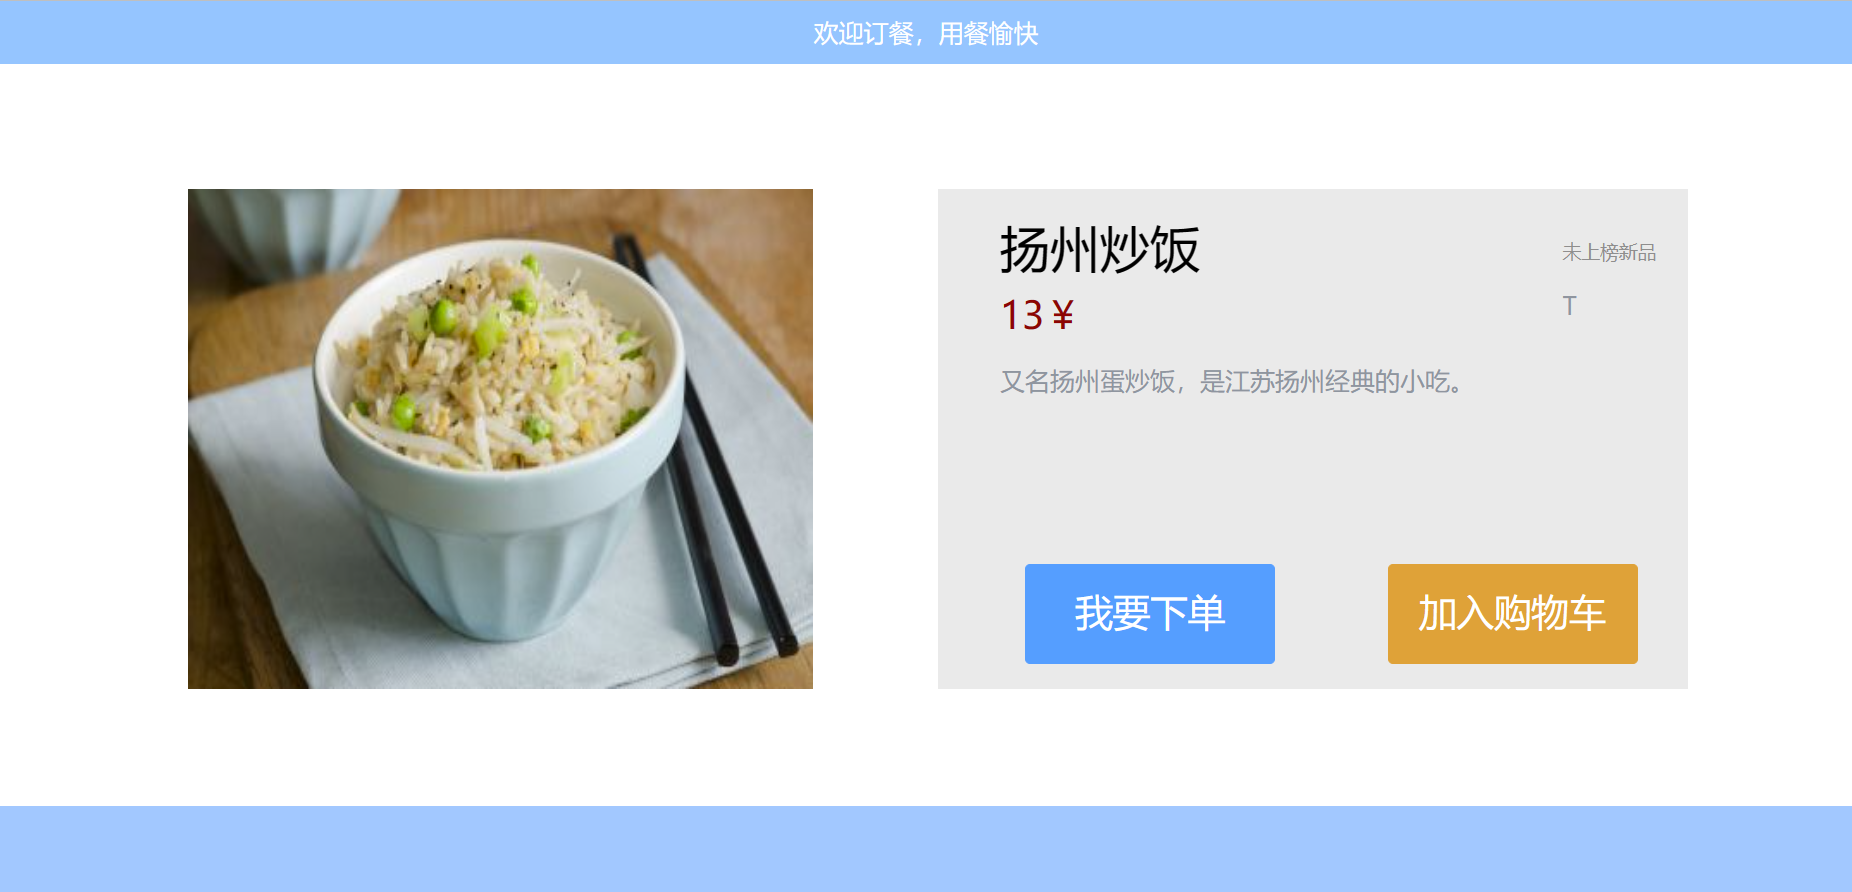 欢迎订餐，用餐愉快
扬州炒饭
未上榜新品
13￥
T
又名扬州蛋炒饭，是江苏扬州经典的小吃。
我要下单
加入购物车